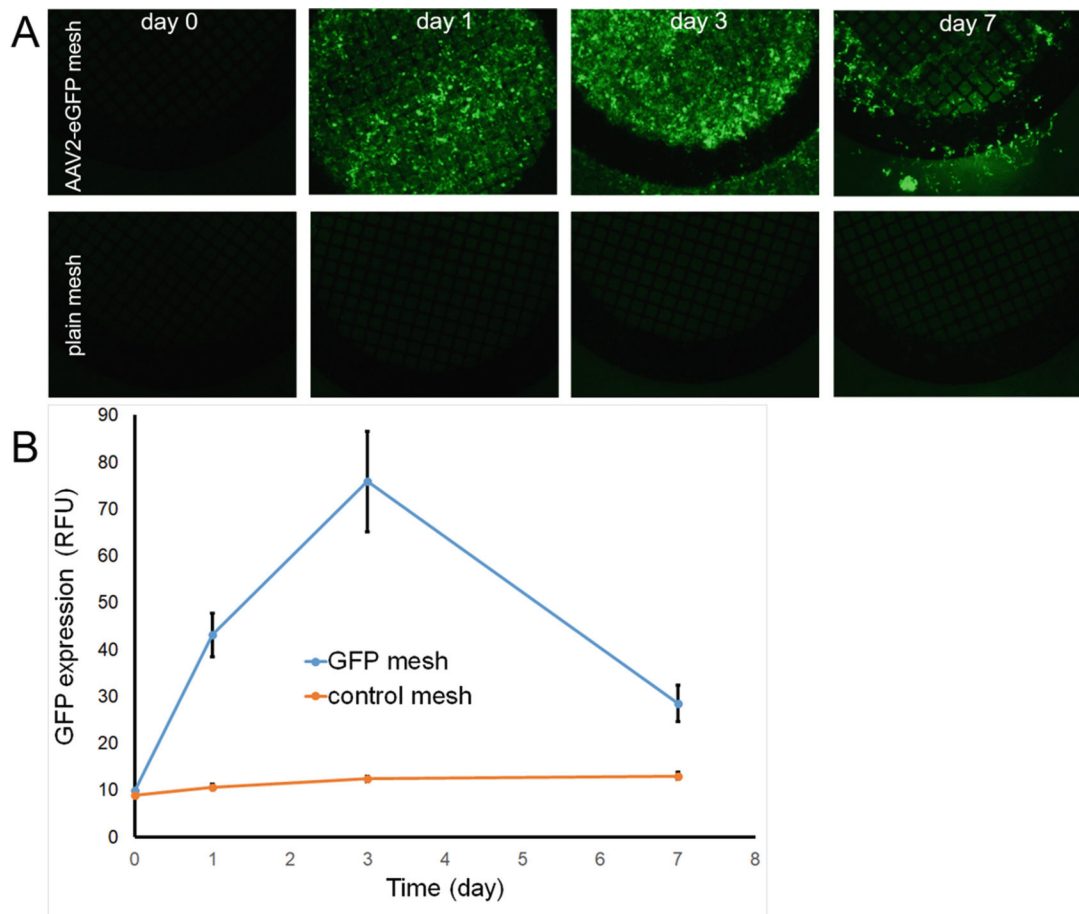 A
day 0
day 1
day 3
day 7
AAV2-eGFP mesh
plain mesh
B
90
80
70
60
50
40
30
20
10
0
GFP expression (RFU)
GFP mesh
control mesh
0 1 2 3 4 5 6 7 8
Time (day)